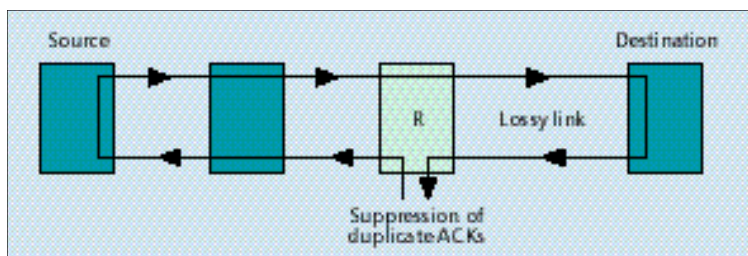 Source
Destination
R
Lossy link
Suppression of
duplicate ACKs